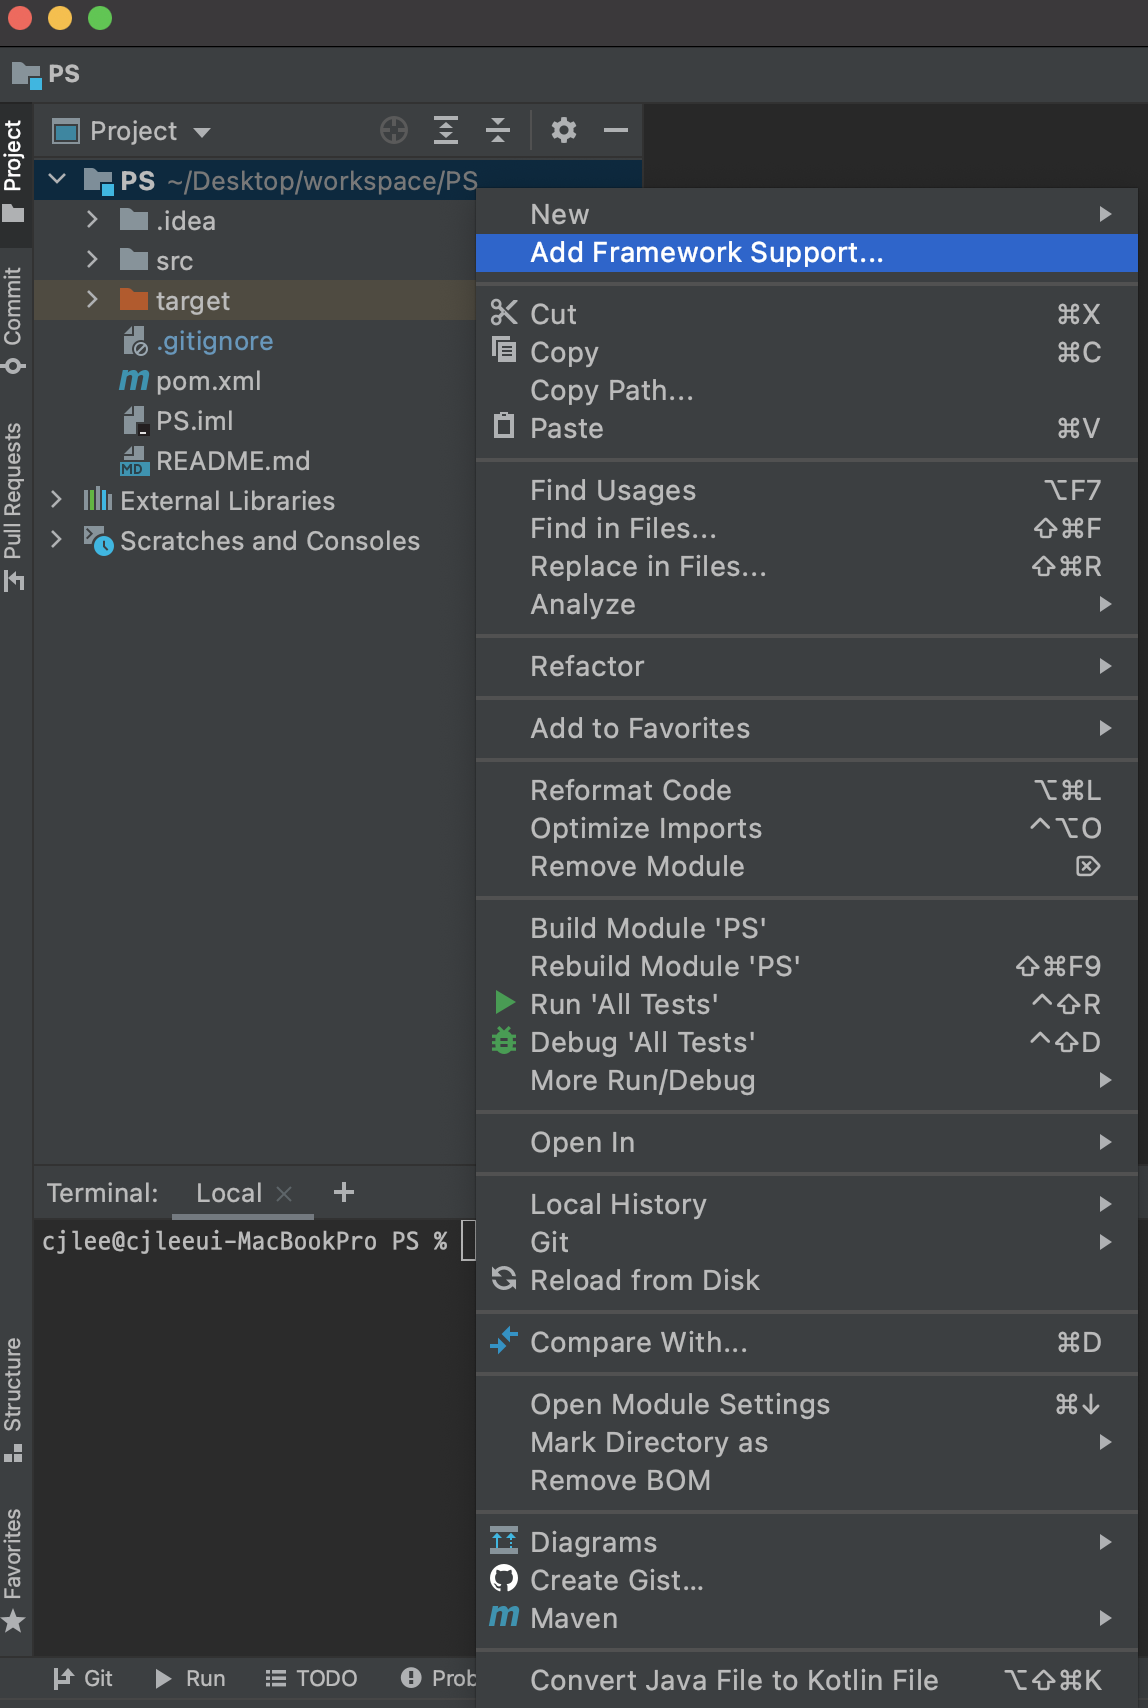 PS
Project
Project
PS ~/Desktop/workspace/PS
.idea
src
target
.gitignore
pom.xml
PS.iml
MD README.md
External Libraries
Scratches and Consoles
Commit
Pull Requests
Structure
Favorites
New
Add Framework Support...
Cut ⌘X
Copy ⌘C
Copy Path...
Paste ⌘V
Find Usages ⌥F7
Find in Files... ⇧⌘F
Replace in Files... ⇧⌘R
Analyze
Refactor
Add to Favorites
Reformat Code ⌥⌘L
Optimize Imports ^⌥O
Remove Module ⌦
Build Module 'PS'
Rebuild Module 'PS' ⇧⌘F9
Run 'All Tests' ^⇧R
Debug 'All Tests' ^⇧D
More Run/Debug
Open In
Local History
Git
Reload from Disk
Compare With... ⌘D
Open Module Settings ⌘↓
Mark Directory as
Remove BOM
Diagrams
Create Gist...
m Maven
Convert Java File to Kotlin File ⌥⇧⌘K
Terminal: Local +
cjlee@cjleeui-MacBookPro PS %
Git Run TODO Prob